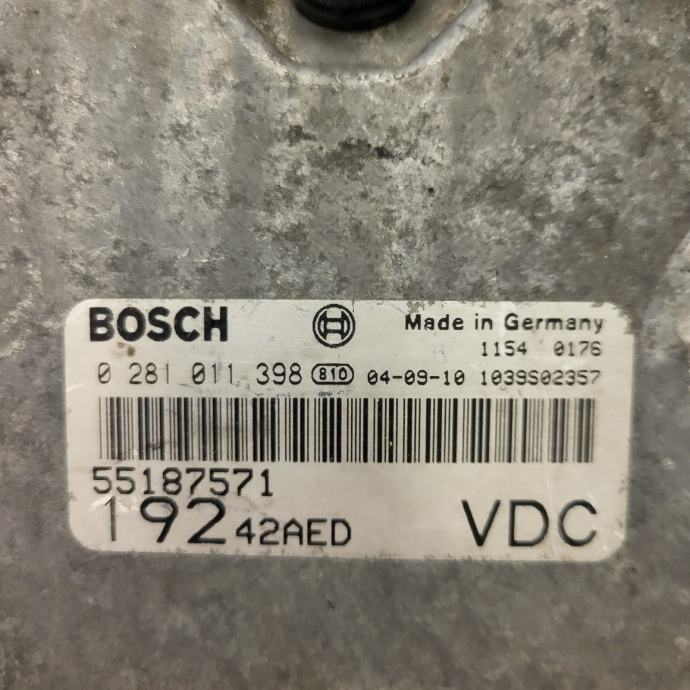 BOSCH Made in Germany
1154 0176
0 281 011 398 810 04-09-10 1039S02357
55187571
192 42AED VDC